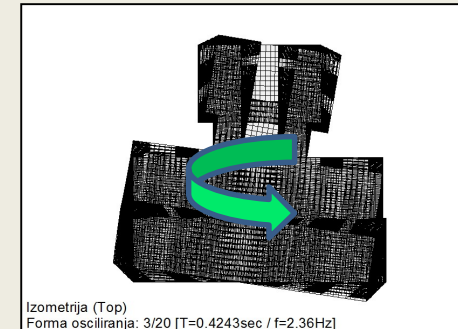 Izometrija (Top)
Forma osciliranja: 3/20 [T=0.4243sec / f=2.36Hz]